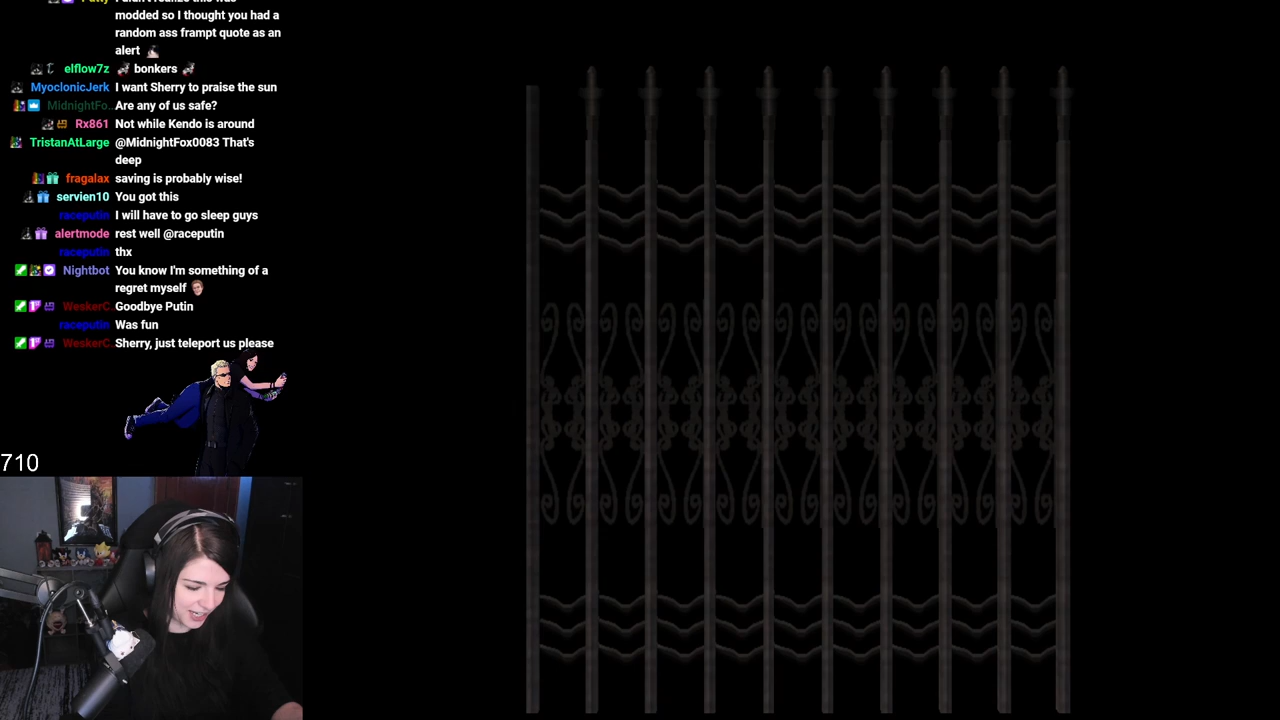 modded so I thought you had a
random ass frampt quote as an
alert
elflow7z bonkers
MyoclonicJerk I want Sherry to praise the sun
MidnightFo... Are any of us safe?
Rx861 Not while Kendo is around
TristanAtLarge @MidnightFox0083 That's
deep
fragalax saving is probably wise!
servien10 You got this
raceputin I will have to go sleep guys
alertmode rest well @raceputin
raceputin thx
Nightbot You know I'm something of a
regret myself
WeskerC... Goodbye Putin
raceputin Was fun
WeskerC... Sherry, just teleport us please
710